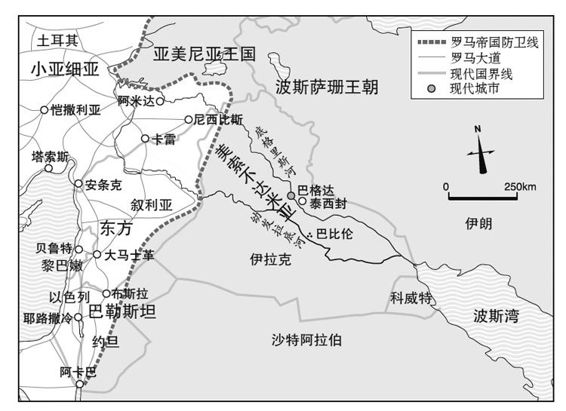 土耳其
小亚细亚
亚美尼亚王国
波斯萨珊王朝
罗马帝国防卫线
罗马大道
现代国界线
现代城市
恺撒利亚
阿米达
尼西比斯
卡雷
底格里斯河
N
塔索斯
安条克
美索不达米亚
巴格达
泰西封
0
250km
叙利亚
东方
幼发拉底河
巴比伦
伊朗
贝鲁特
黎巴嫩
大马士革
伊拉克
以色列
布斯拉
巴勒斯坦
耶路撒冷
科威特
波斯湾
约旦
沙特阿拉伯
阿卡巴